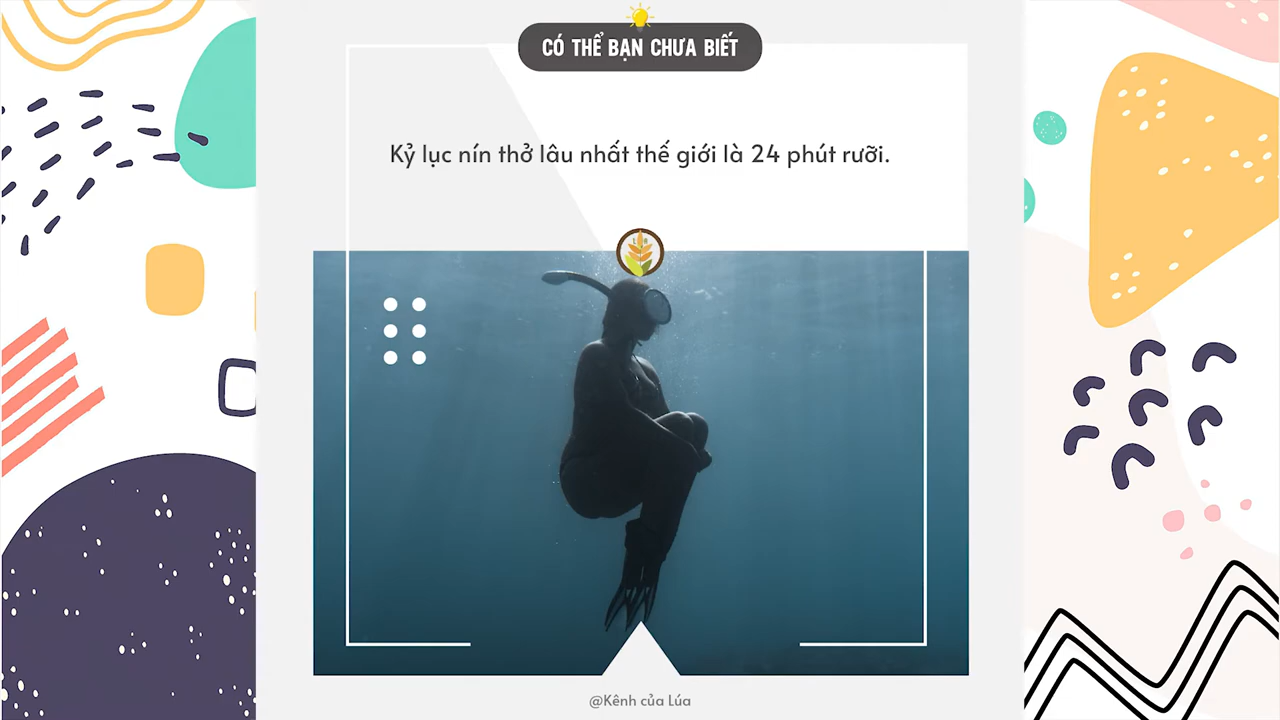 CÓ THỂ BẠN CHƯA BIẾT
Kỷ lục nín thở lâu nhất thế giới là 24 phút rưỡi.
@Kênh của Lúa